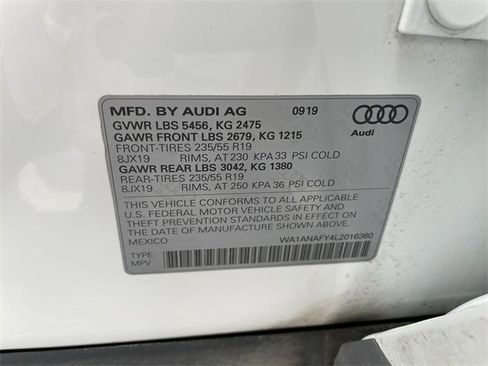 MFD. BY AUDI AG 0919
GVWR LBS 5456, KG 2475
GAWR FRONT LBS 2679, KG 1215
FRONT-TIRES 235/55 R19
8JX19 RIMS, AT 230 KPA 33 PSI COLD
GAWR REAR LBS 3042, KG 1380
REAR-TIRES 235/55 R19
8JX19 RIMS, AT 250 KPA 36 PSI COLD
THIS VEHICLE CONFORMS TO ALL APPLICABLE
U.S. FEDERAL MOTOR VEHICLE SAFETY AND
THEFT PREVENTION STANDARDS IN EFFECT ON
THE DATE OF MANUFACTURE SHOWN ABOVE
MEXICO WA1ANAFY4L2016360
TYPE:
MPV
Audi